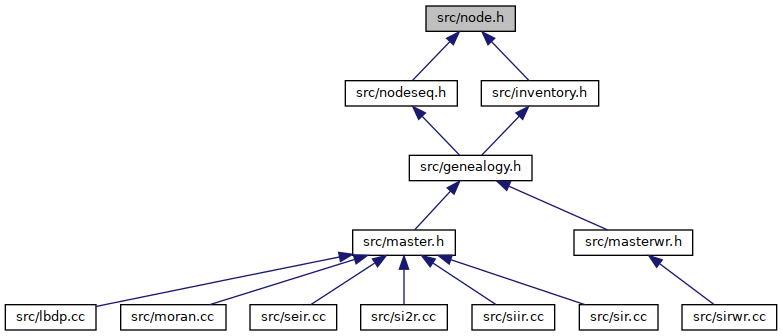 src/node.h
src/nodeseq.h
src/inventory.h
src/genealogy.h
src/master.h
src/masterwr.h
src/lbdp.cc
src/moran.cc
src/seir.cc
src/si2r.cc
src/siir.cc
src/sir.cc
src/sirwr.cc